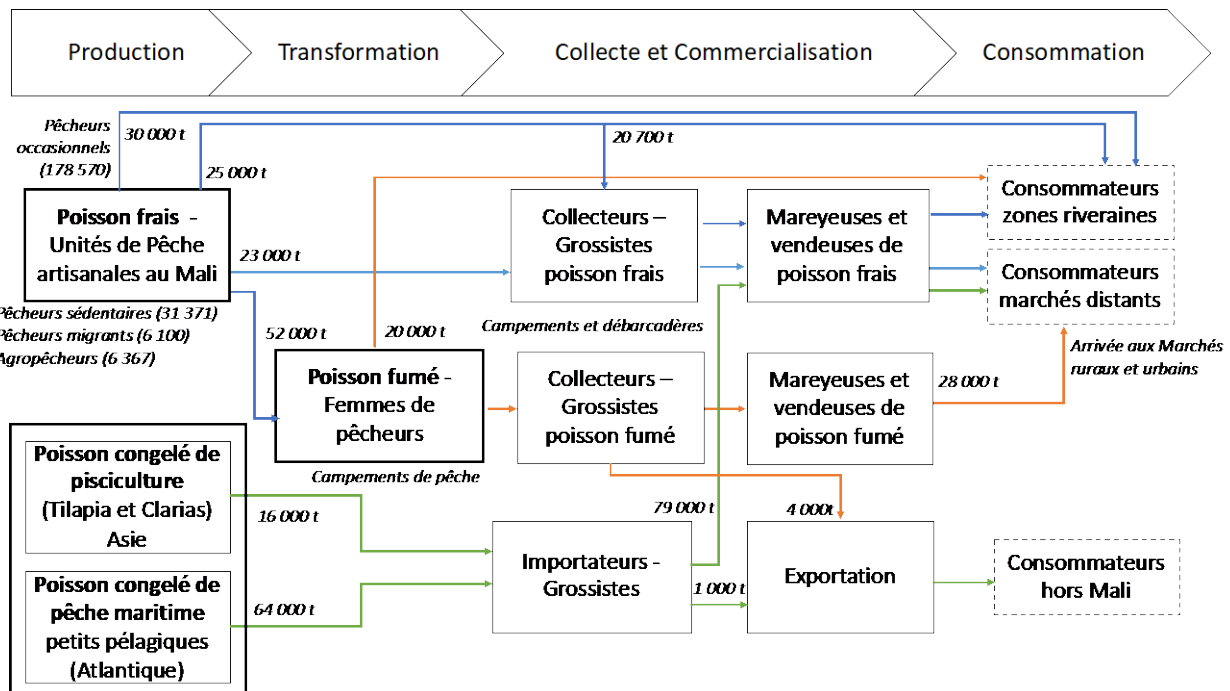 Production
Transformation
Collecte et Commercialisation
Consommation
Pêcheurs
occasionnels
(178 570)
30 000 t
25 000 t
20 700 t
Poisson frais -
Unités de Pêche
artisanales au Mali
23 000 t
Collecteurs –
Grossistes
poisson frais
Mareyeuses et
vendeuses de
poisson frais
Consommateurs
zones riveraines
Consommateurs
marchés distants
Pêcheurs sédentaires (31 371)
Pêcheurs migrants (6 100)
Agropêcheurs (6 367)
52 000 t
20 000 t
Campements et débarcadères
Arrivée aux Marchés
ruraux et urbains
Poisson fumé -
Femmes de
pêcheurs
Campements de pêche
Collecteurs –
Grossistes
poisson fumé
Mareyeuses et
vendeuses de
poisson fumé
28 000 t
Poisson congelé de
pisciculture
(Tilapia et Clarias)
Asie
16 000 t
79 000 t
4 000t
Poisson congelé de
pêche maritime
petits pélagiques
(Atlantique)
64 000 t
Importateurs -
Grossistes
1 000 t
Exportation
Consommateurs
hors Mali